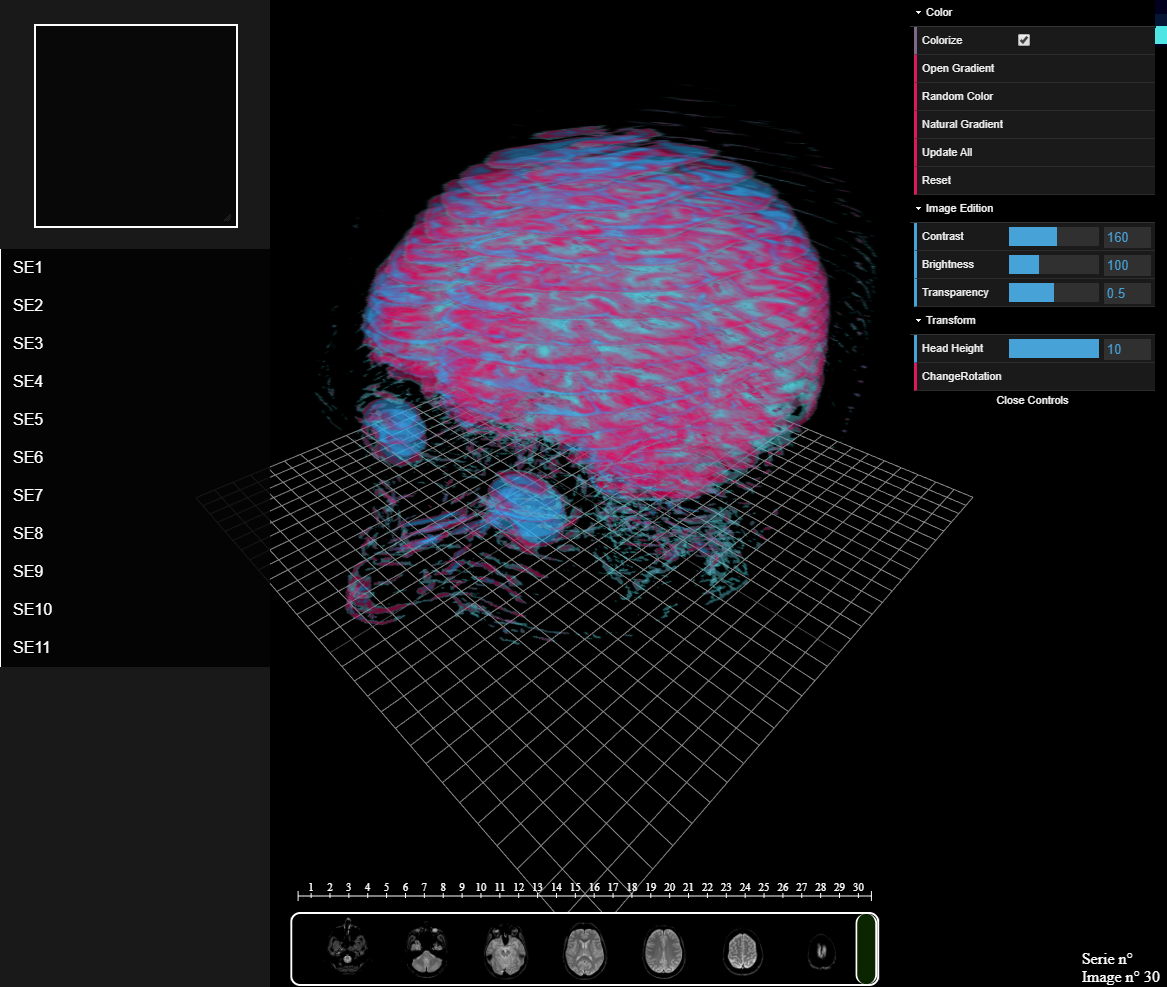 SE1
SE2
SE3
SE4
SE5
SE6
SE7
SE8
SE9
SE10
SE11
Color
Colorize
Open Gradient
Random Color
Natural Gradient
Update All
Reset
Image Edition
Contrast 160
Brightness 100
Transparency 0.5
Transform
Head Height 10
ChangeRotation
Close Controls
1 2 3 4 5 6 7 8 9 10 11 12 13 14 15 16 17 18 19 20 21 22 23 24 25 26 27 28 29 30
Serie n°
Image n° 30